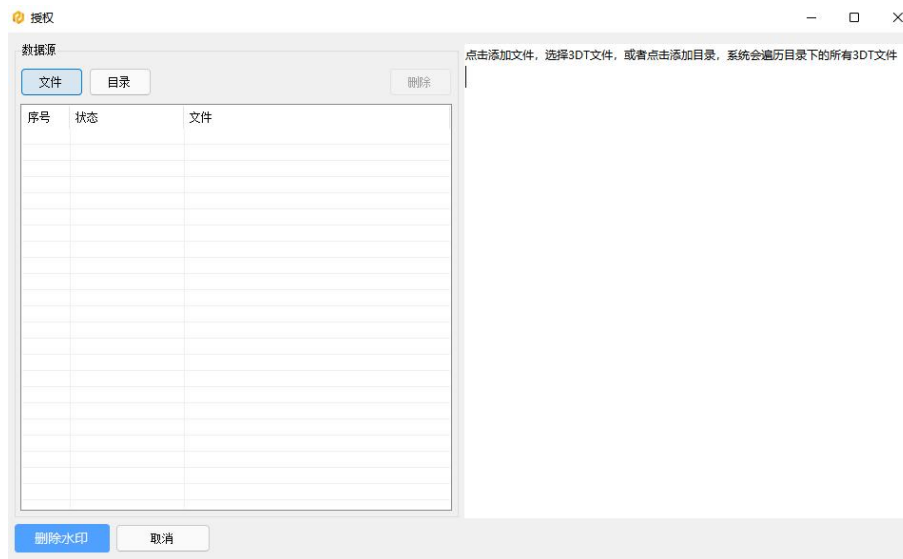 授权
数据源
点击添加文件，选择3DT文件，或者点击添加目录，系统会遍历目录下的所有3DT文件
文件 目录 删除
序号 状态 文件
删除水印 取消